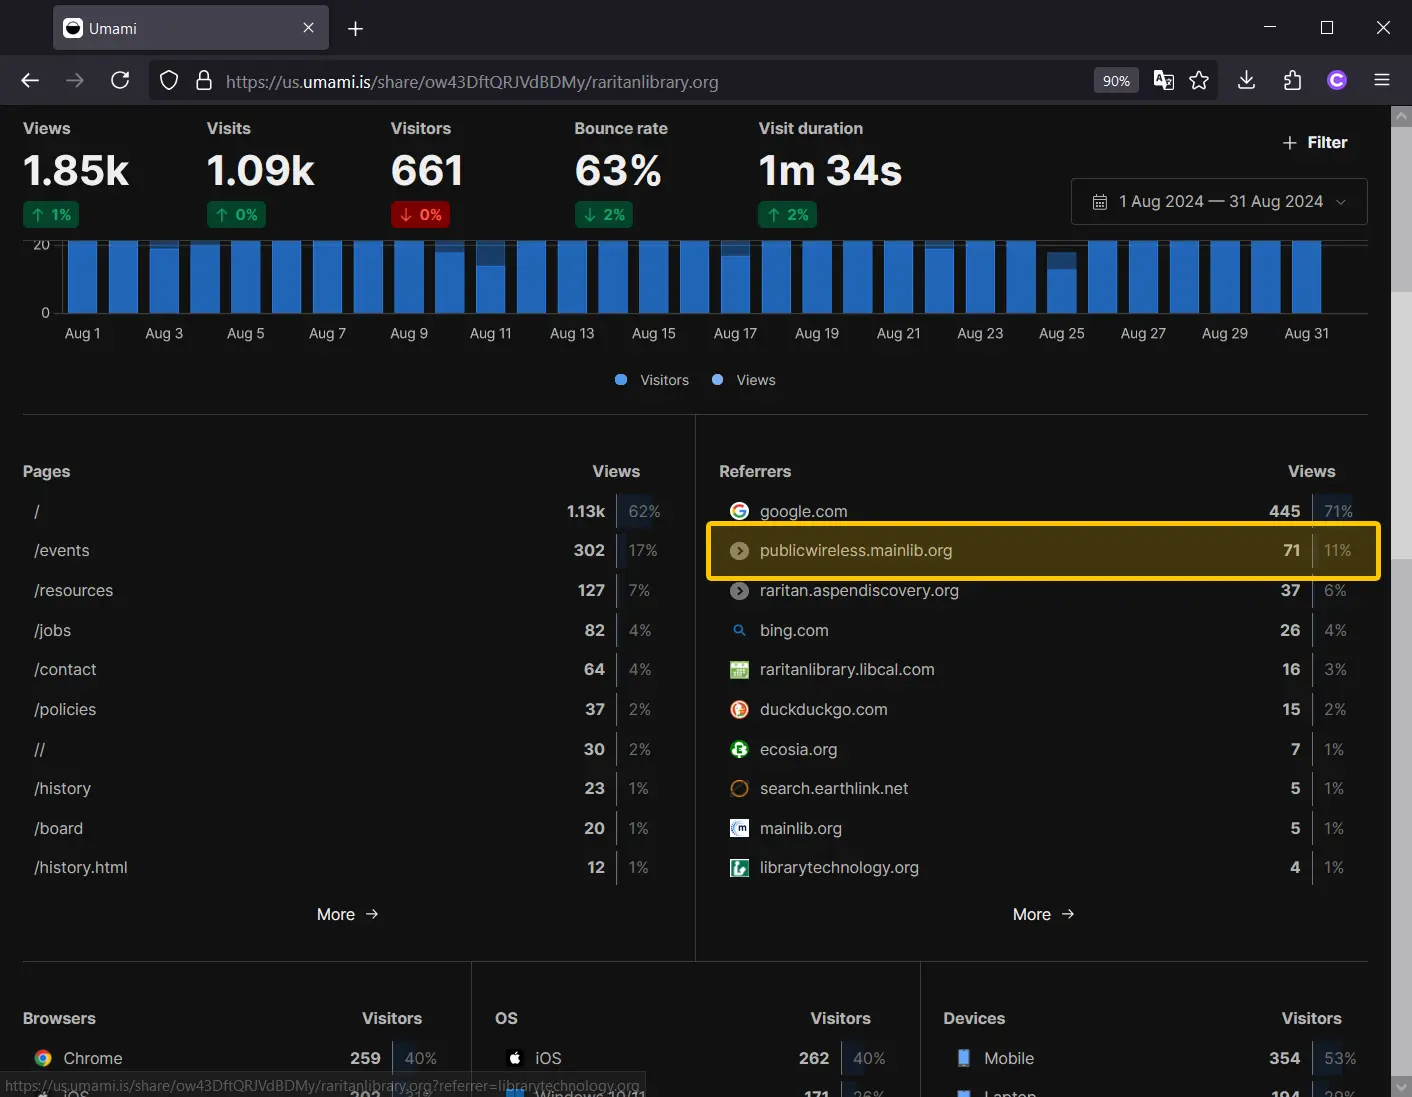 Umami
https://us.umami.is/share/ow43DftQRJVdBDMy/raritanlibrary.org
90%
Views Visits Visitors Bounce rate Visit duration
+ Filter
1.85k 1.09k 661 63% 1m 34s
↑ 1% ↑ 0% ↓ 0% ↓ 2% ↑ 2%
1 Aug 2024 — 31 Aug 2024
20
0
Aug 1 Aug 3 Aug 5 Aug 7 Aug 9 Aug 11 Aug 13 Aug 15 Aug 17 Aug 19 Aug 21 Aug 23 Aug 25 Aug 27 Aug 29 Aug 31
Visitors Views
Pages Views
/ 1.13k 62%
/events 302 17%
/resources 127 7%
/jobs 82 4%
/contact 64 4%
/policies 37 2%
// 30 2%
/history 23 1%
/board 20 1%
/history.html 12 1%
More →
Referrers Views
google.com 445 71%
publicwireless.mainlib.org 71 11%
raritan.aspendiscovery.org 37 6%
bing.com 26 4%
raritanlibrary.libcal.com 16 3%
duckduckgo.com 15 2%
ecosia.org 7 1%
search.earthlink.net 5 1%
mainlib.org 5 1%
librarytechnology.org 4 1%
More →
Browsers Visitors
Chrome 259 40%
iOS 202 31%
OS Visitors
iOS 262 40%
Windows 10/11 171 26%
Devices Visitors
Mobile 354 53%
Laptop 194 29%
https://us.umami.is/share/ow43DftQRJVdBDMy/raritanlibrary.org?referrer=librarytechnology.org